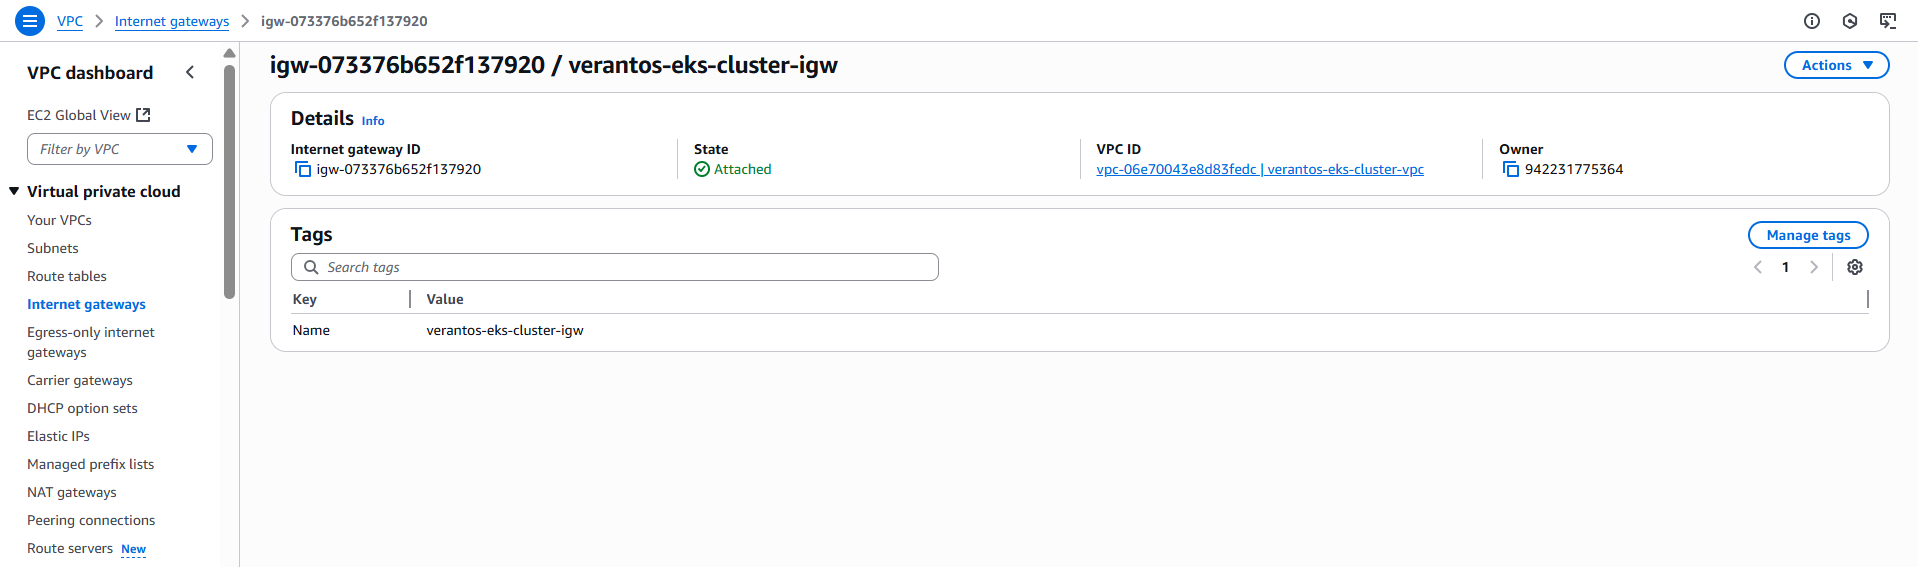 VPC > Internet gateways > igw-073376b652f137920
VPC dashboard
EC2 Global View
Filter by VPC
Virtual private cloud
Your VPCs
Subnets
Route tables
Internet gateways
Egress-only internet
gateways
Carrier gateways
DHCP option sets
Elastic IPs
Managed prefix lists
NAT gateways
Peering connections
Route servers New
igw-073376b652f137920 / verantos-eks-cluster-igw
Actions
Details Info
Internet gateway ID
igw-073376b652f137920
State
Attached
VPC ID
vpc-06e70043e8d83fedc | verantos-eks-cluster-vpc
Owner
942231775364
Tags
Manage tags
Search tags
1
Key Value
Name verantos-eks-cluster-igw